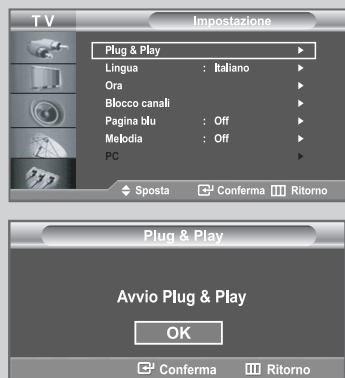 TV Impostazione
Plug & Play
Lingua : Italiano
Ora
Blocco canali
Pagina blu : Off
Melodia : Off
PC
Sposta Conferma Ritorno
Plug & Play
Avvio Plug & Play
OK
Conferma Ritorno